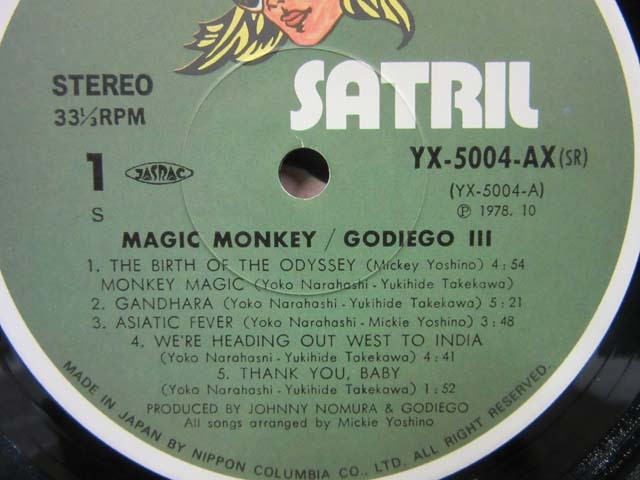 SATRIL
STEREO
33⅓RPM
YX-5004-AX(SR)
1
JASRAC
(YX-5004-A)
S
Ⓟ 1978. 10
MAGIC MONKEY / GODIEGO III
1. THE BIRTH OF THE ODYSSEY (Mickey Yoshino) 4:54
MONKEY MAGIC (Yoko Narahashi-Yukihide Takekawa)
2. GANDHARA (Yoko Narahashi-Yukihide Takekawa) 5:21
3. ASIATIC FEVER (Yoko Narahashi-Mickie Yoshino) 3:48
4. WE'RE HEADING OUT WEST TO INDIA
(Yoko Narahasni-Yukihide Takekawa) 4:41
5. THANK YOU, BABY
(Yoko Narahashi-Yukihide Takekawa) 1:52
PRODUCED BY JOHNNY NOMURA & GODIEGO
All songs arranged by Mickie Yoshino
MADE IN JAPAN BY NIPPON COLUMBIA CO., LTD. ALL RIGHTS RESERVED.